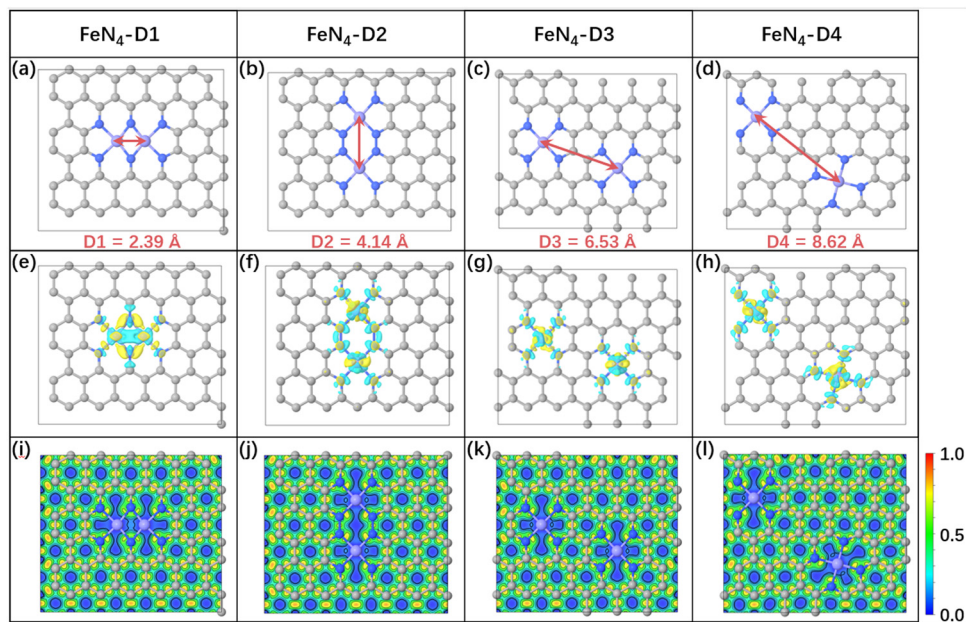 FeN₄-D1 FeN₄-D2 FeN₄-D3 FeN₄-D4
(a) (b) (c) (d)
D1 = 2.39 Å D2 = 4.14 Å D3 = 6.53 Å D4 = 8.62 Å
(e) (f) (g) (h)
(i) (j) (k) (l)
1.0
0.5
0.0